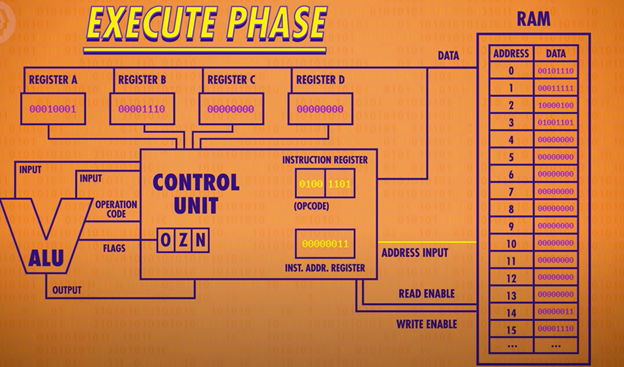 EXECUTE PHASE
RAM
DATA
REGISTER A
REGISTER B
REGISTER C
REGISTER D
00010001
00001110
00000000
00000000
ADDRESS DATA
0 00101110
1 00011111
2 10000100
3 01001101
4 00000000
5 00000000
6 00000000
7 00000000
8 00000000
9 00000000
10 00000000
11 00000000
12 00000000
13 00000000
14 00000011
15 00001110
... ...
INPUT
INPUT
OPERATION
CODE
FLAGS
ALU
OUTPUT
CONTROL
UNIT
O Z N
INSTRUCTION REGISTER
0100 1101
(OPCODE)
00000011
INST. ADDR. REGISTER
ADDRESS INPUT
READ ENABLE
WRITE ENABLE